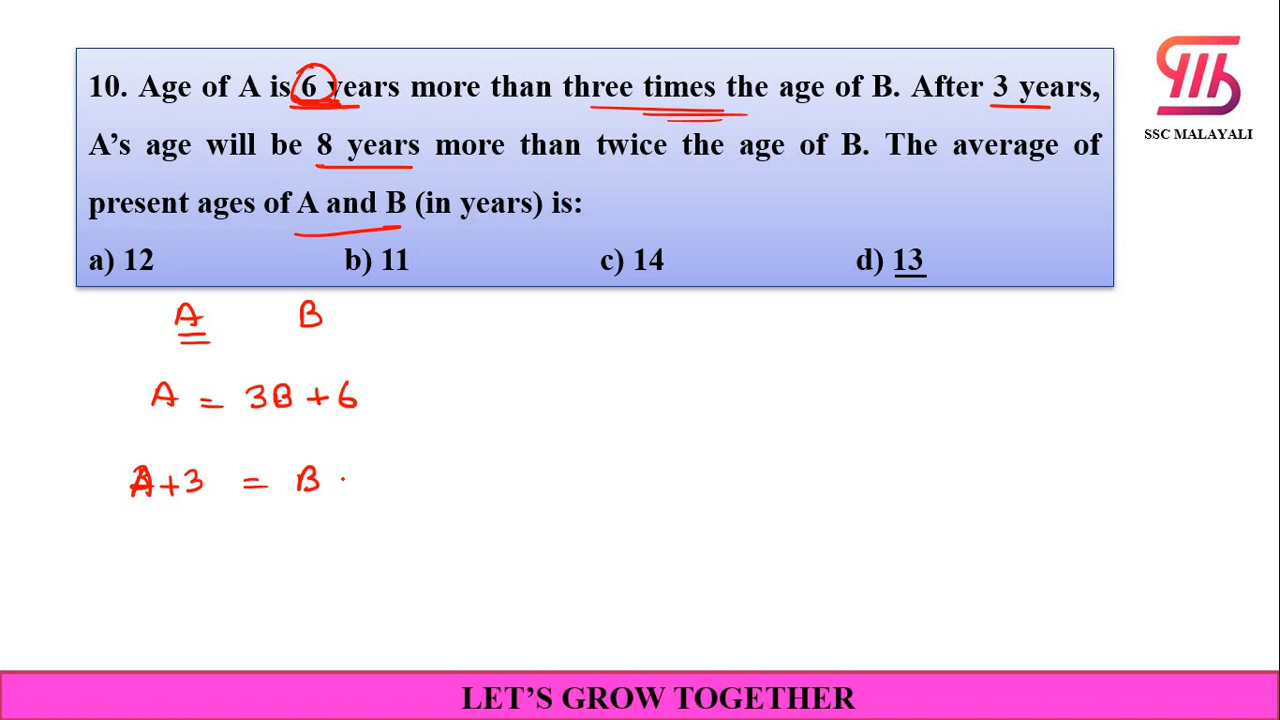 10. Age of A is 6 years more than three times the age of B. After 3 years,
A’s age will be 8 years more than twice the age of B. The average of
present ages of A and B (in years) is:
a) 12 b) 11 c) 14 d) 13
SSC MALAYALI
A B
A = 3B + 6
A + 3 = B
LET’S GROW TOGETHER